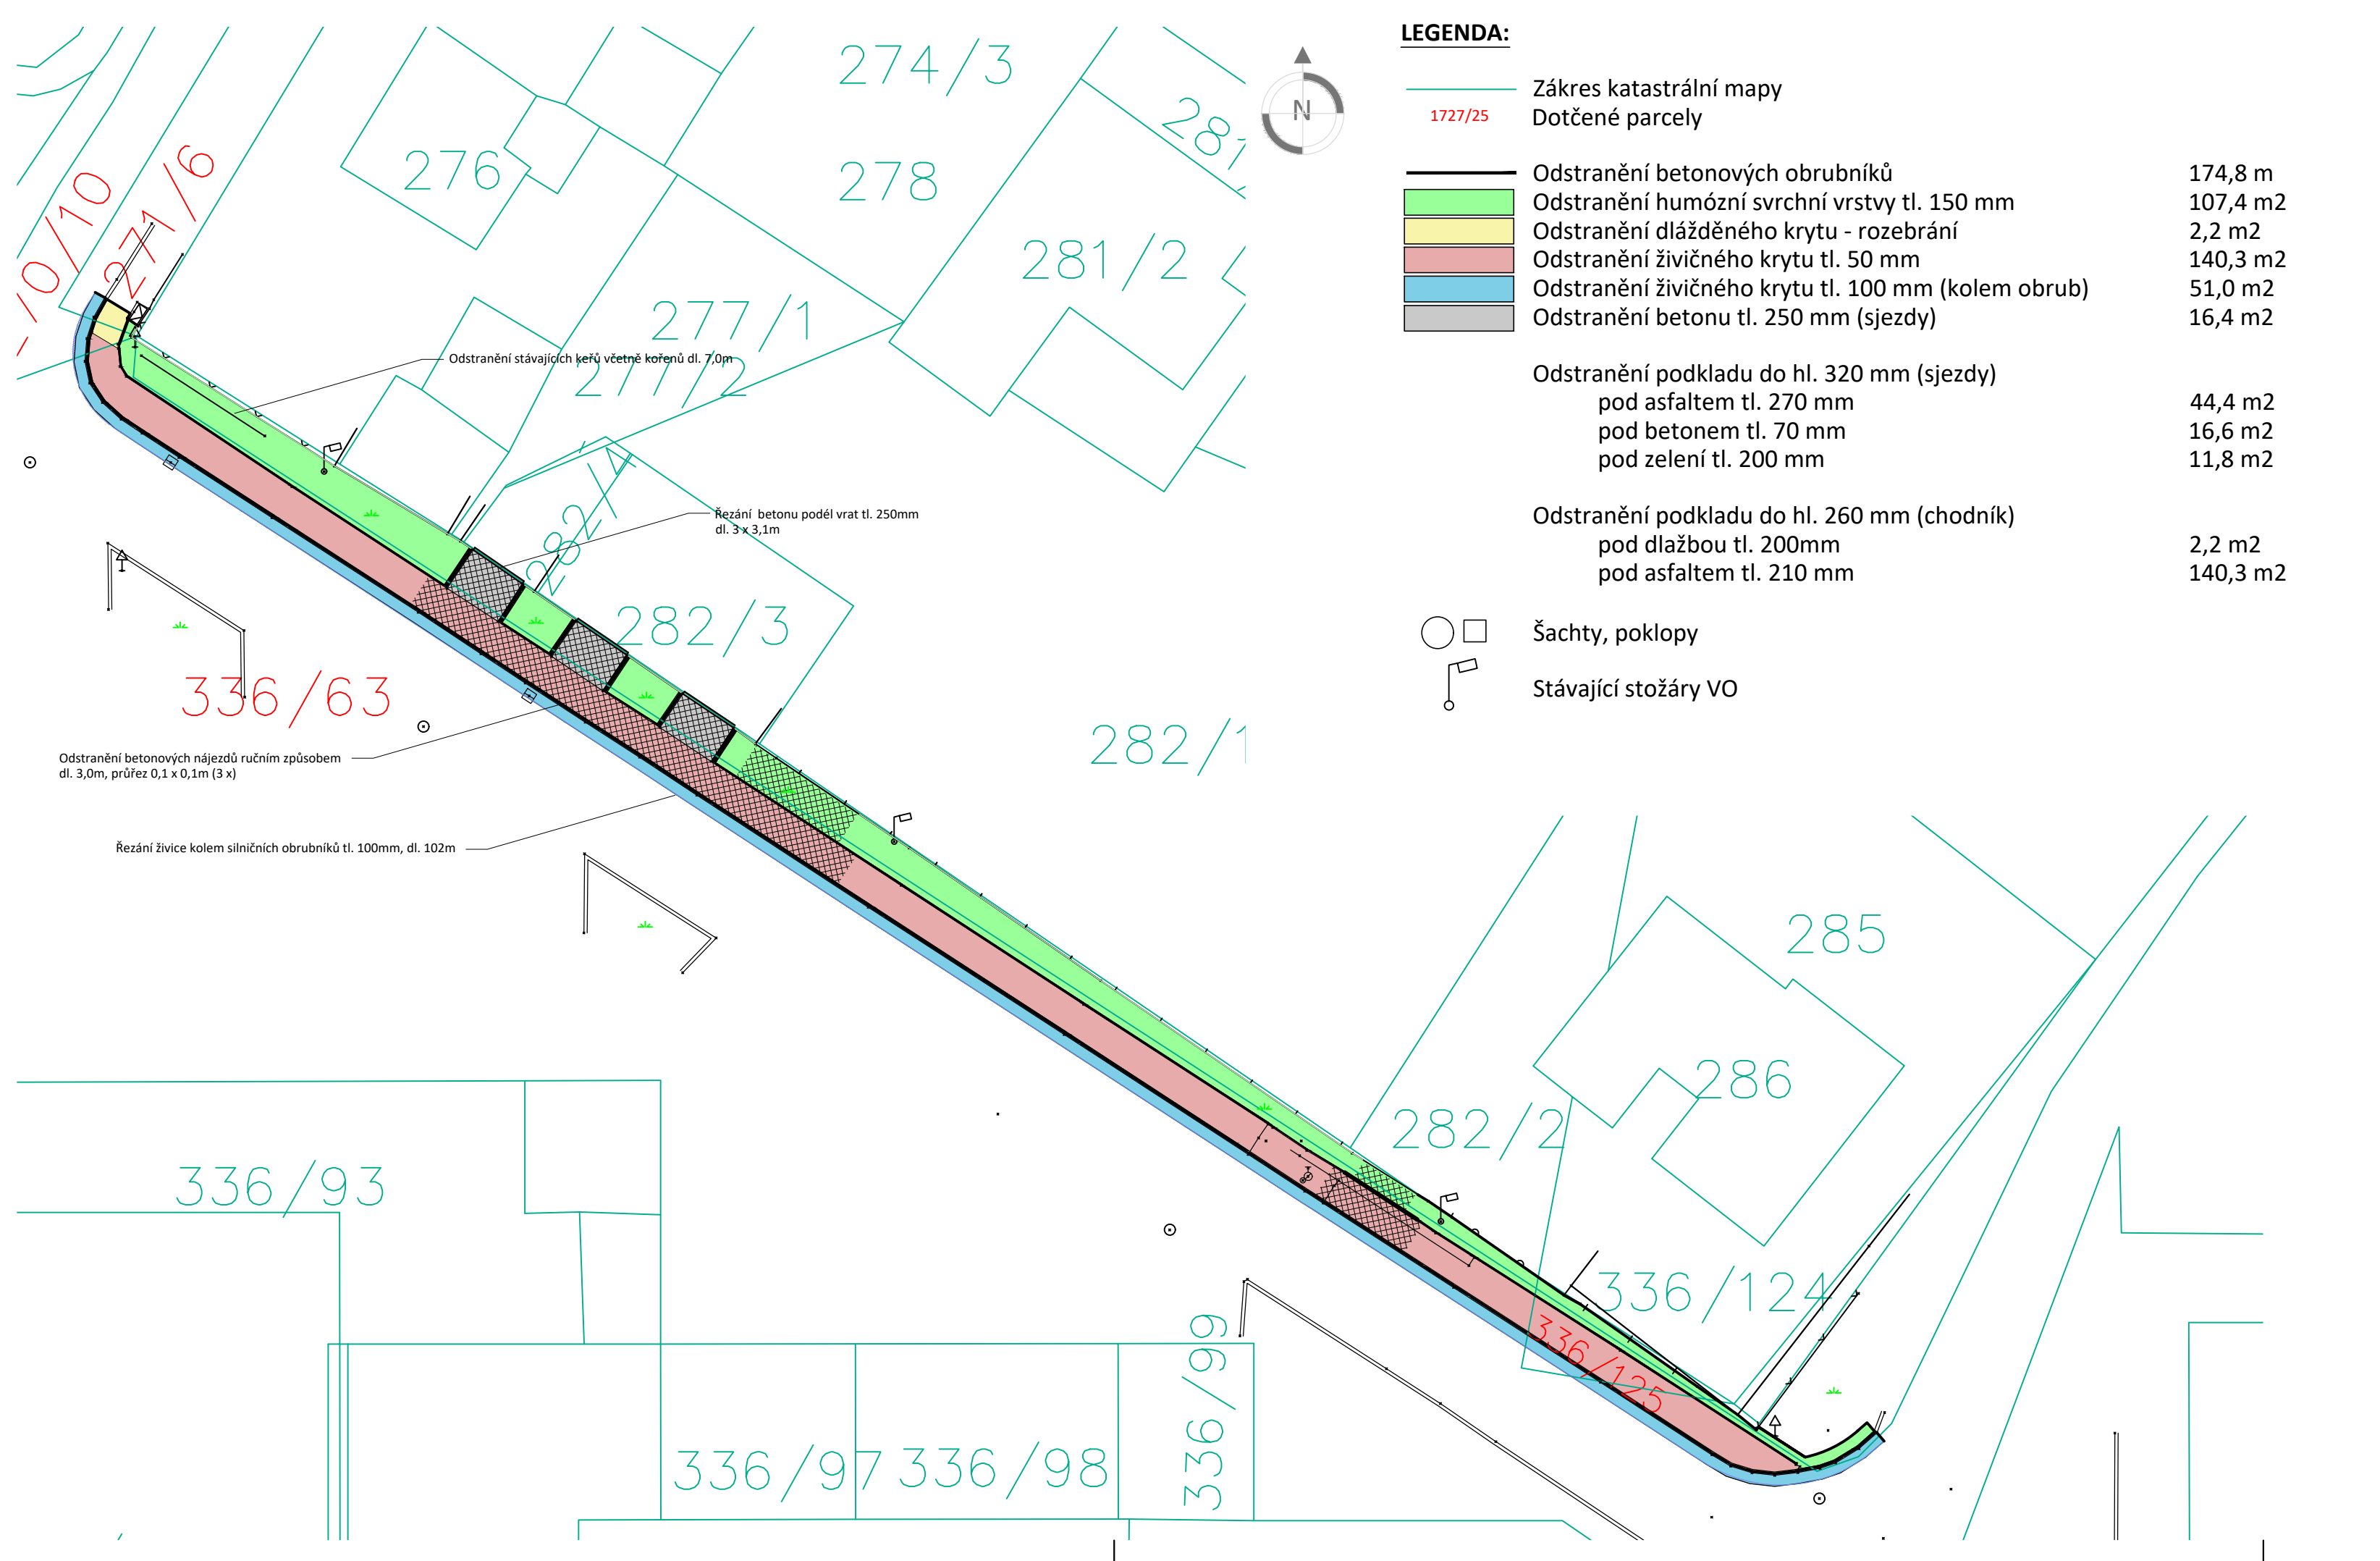 LEGENDA:
Zákres katastrální mapy
1727/25 Dotčené parcely
Odstranění betonových obrubníků 174,8 m
Odstranění humózní svrchní vrstvy tl. 150 mm 107,4 m2
Odstranění dlážděného krytu - rozebrání 2,2 m2
Odstranění živičného krytu tl. 50 mm 140,3 m2
Odstranění živičného krytu tl. 100 mm (kolem obrub) 51,0 m2
Odstranění betonu tl. 250 mm (sjezdy) 16,4 m2
Odstranění podkladu do hl. 320 mm (sjezdy)
pod asfaltem tl. 270 mm 44,4 m2
pod betonem tl. 70 mm 16,6 m2
pod zelení tl. 200 mm 11,8 m2
Odstranění podkladu do hl. 260 mm (chodník)
pod dlažbou tl. 200mm 2,2 m2
pod asfaltem tl. 210 mm 140,3 m2
Šachty, poklopy
Stávající stožáry VO
N
274/3
276
278
271/6
281/2
277/1
Odstranění stávajících keřů včetně kořenů dl. 7,0m
277/2
Řezání betonu podél vrat tl. 250mm
dl. 3 x 3,1m
282/3
336/63
Odstranění betonových nájezdů ručním způsobem
dl. 3,0m, průřez 0,1 x 0,1m (3 x)
282/1
Řezání živice kolem silničních obrubníků tl. 100mm, dl. 102m
285
286
282/2
336/93
336/124
336/125
336/99
336/97
336/98